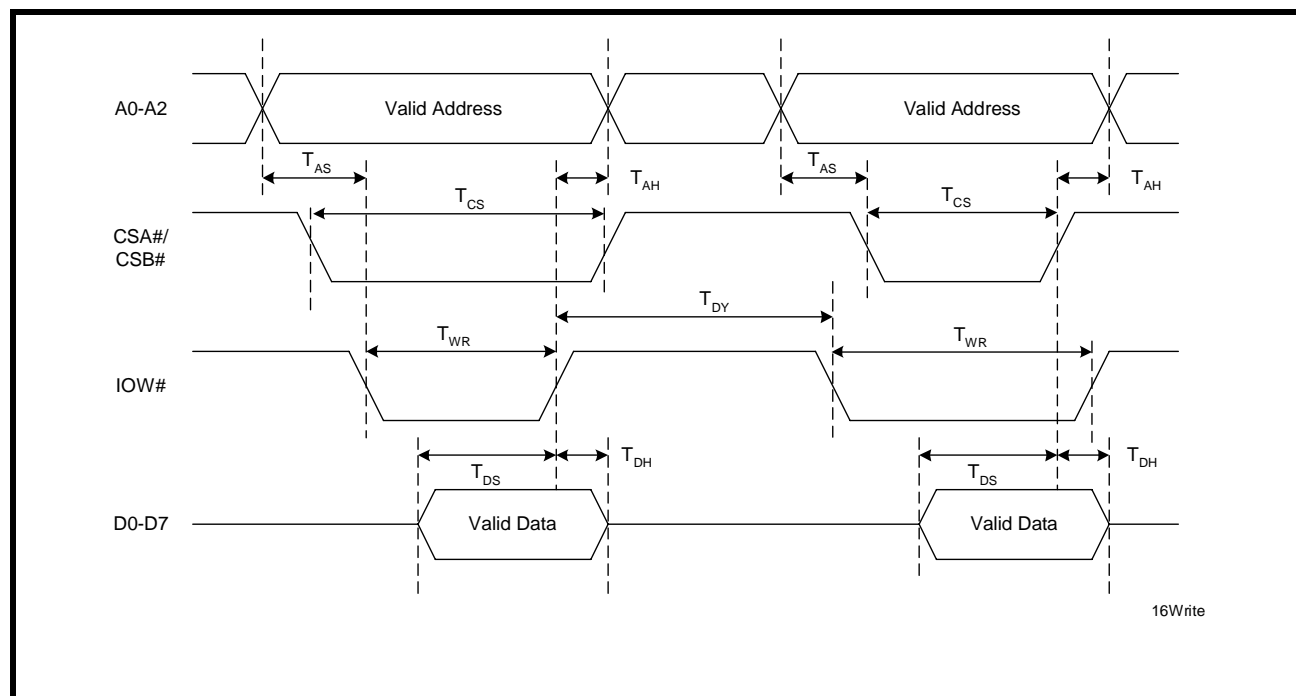 A0-A2
Valid Address
Valid Address
TAS
TAH
TAS
TAH
TCS
TCS
CSA#/
CSB#
TDY
TWR
TWR
IOW#
TDS
TDH
TDS
TDH
D0-D7
Valid Data
Valid Data
16Write